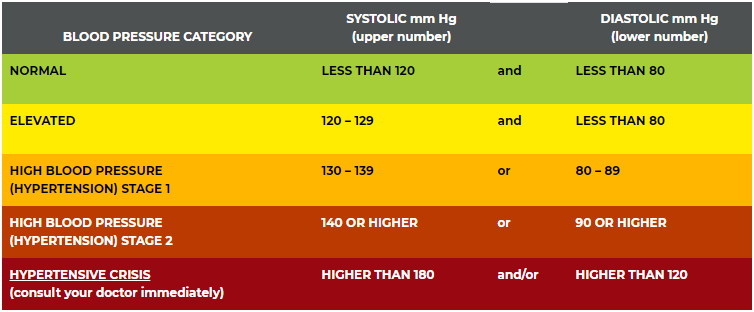 BLOOD PRESSURE CATEGORY SYSTOLIC mm Hg (upper number) DIASTOLIC mm Hg (lower number)
NORMAL LESS THAN 120 and LESS THAN 80
ELEVATED 120 – 129 and LESS THAN 80
HIGH BLOOD PRESSURE 130 – 139 or 80 – 89
(HYPERTENSION) STAGE 1
HIGH BLOOD PRESSURE 140 OR HIGHER or 90 OR HIGHER
(HYPERTENSION) STAGE 2
HYPERTENSIVE CRISIS HIGHER THAN 180 and/or HIGHER THAN 120
(consult your doctor immediately)